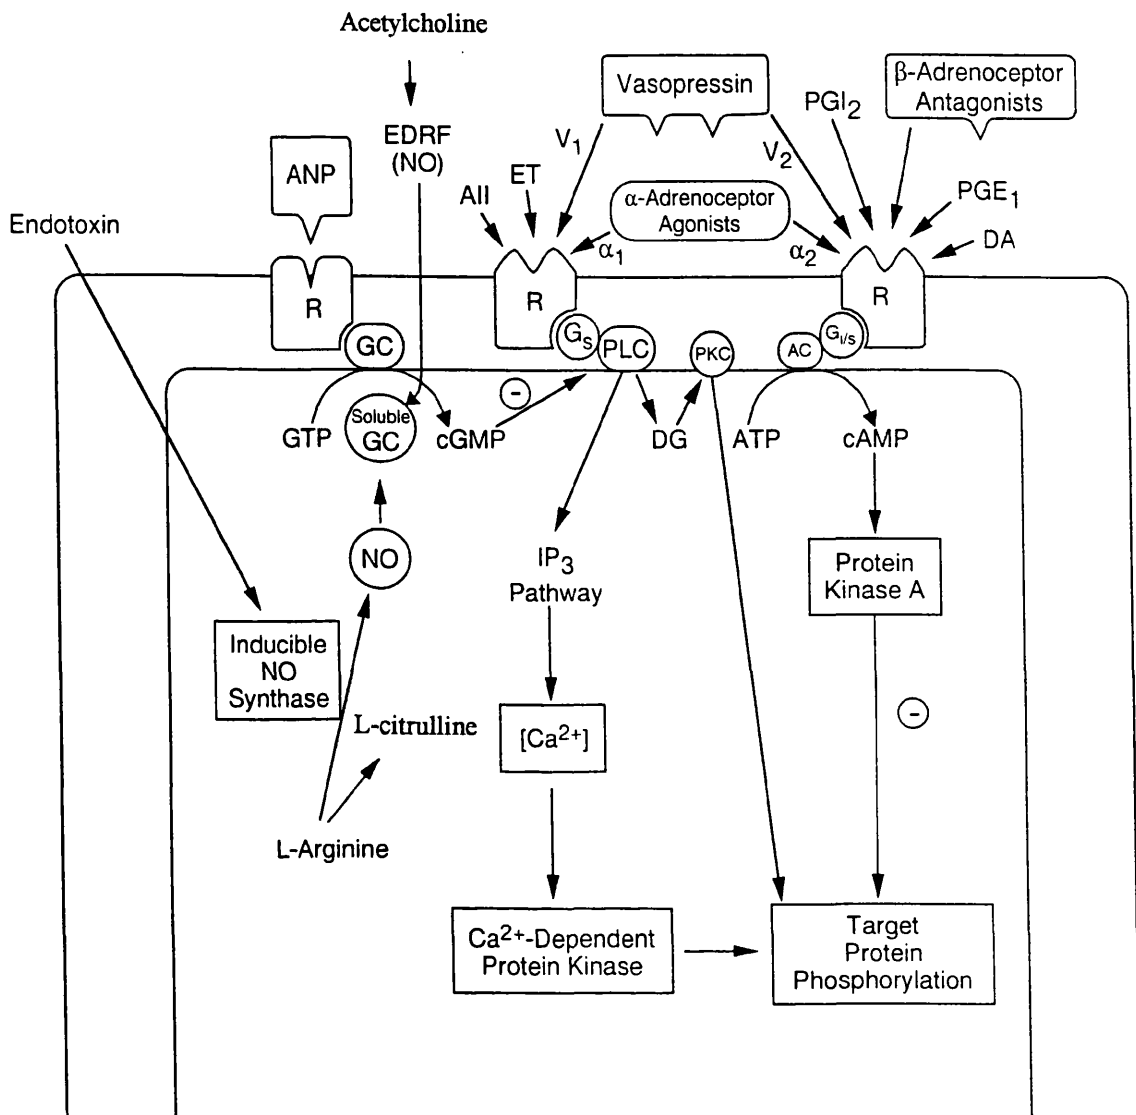 Acetylcholine
Vasopressin
β-Adrenoceptor
Antagonists
PGI2
EDRF
(NO)
V1
V2
ANP
ET
AII
α-Adrenoceptor
Agonists
PGE1
Endotoxin
α1
α2
DA
R
R
R
GC
GS
PLC
PKC
AC
Gi/s
GTP
Soluble
GC
cGMP
-
DG
ATP
cAMP
NO
IP3
Pathway
Protein
Kinase A
Inducible
NO
Synthase
L-citrulline
[Ca2+]
-
L-Arginine
Ca2+-Dependent
Protein Kinase
Target
Protein
Phosphorylation